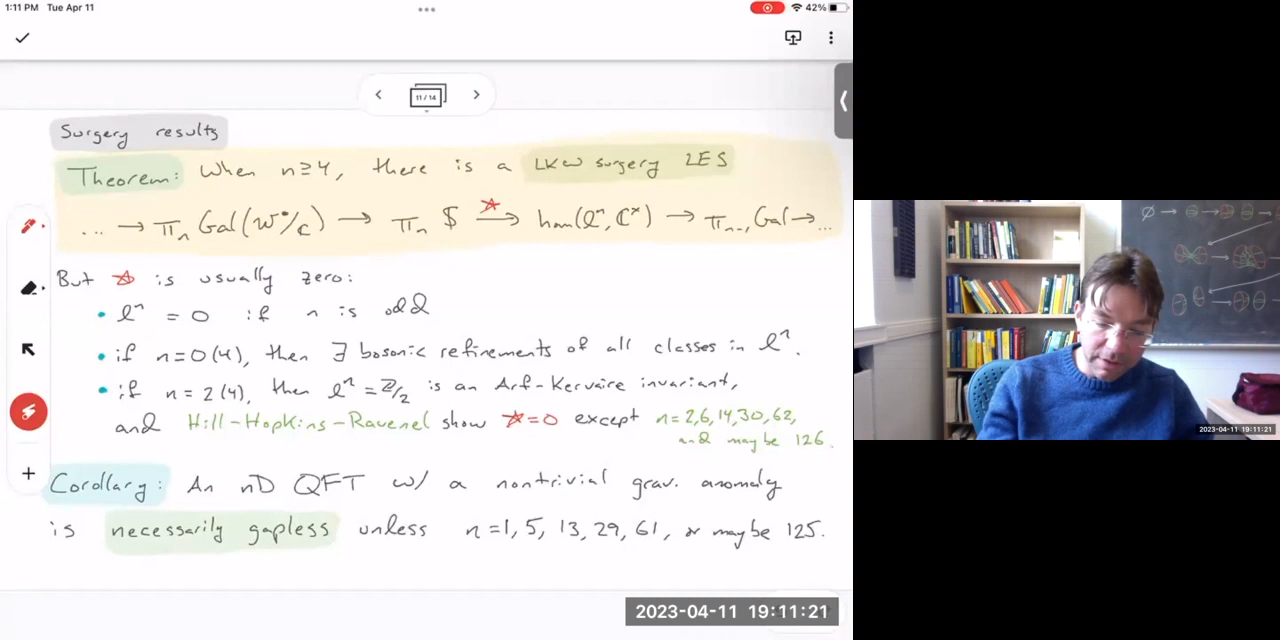 1:11 PM Tue Apr 11
42%
11/14
Surgery results
Theorem: When n≥4, there is a LKW surgery LES
... → π_n Gal(W^•/ℂ) → π_n $ →☆ hom(ℓ^n, ℂ^×) → π_{n-1} Gal → ...
But ☆ is usually zero:
• ℓ^n = 0 if n is odd
• if n=0(4), then ∃ bosonic refinements of all classes in ℓ^n.
• if n=2(4), then ℓ^n = ℤ/2 is an Arf-Kervaire invariant,
and Hill-Hopkins-Ravenel show ☆=0 except n=2,6,14,30,62,
and maybe 126.
Corollary: An nD QFT w/ a nontrivial grav. anomaly
is necessarily gapless unless n=1, 5, 13, 29, 61, or maybe 125.
2023-04-11 19:11:21
2023-04-11 19:11:21